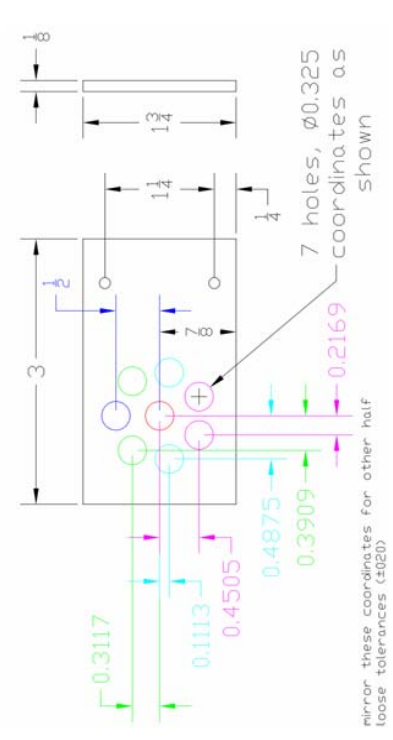 1/8
1 3/4
1 1/4
1/4
3
1/2
7/8
7 holes, ⌀0.325
coordinates as
shown
0.2169
0.3909
0.4875
0.4505
0.1113
0.3117
mirror these coordinates for other half
loose tolerances (±020)